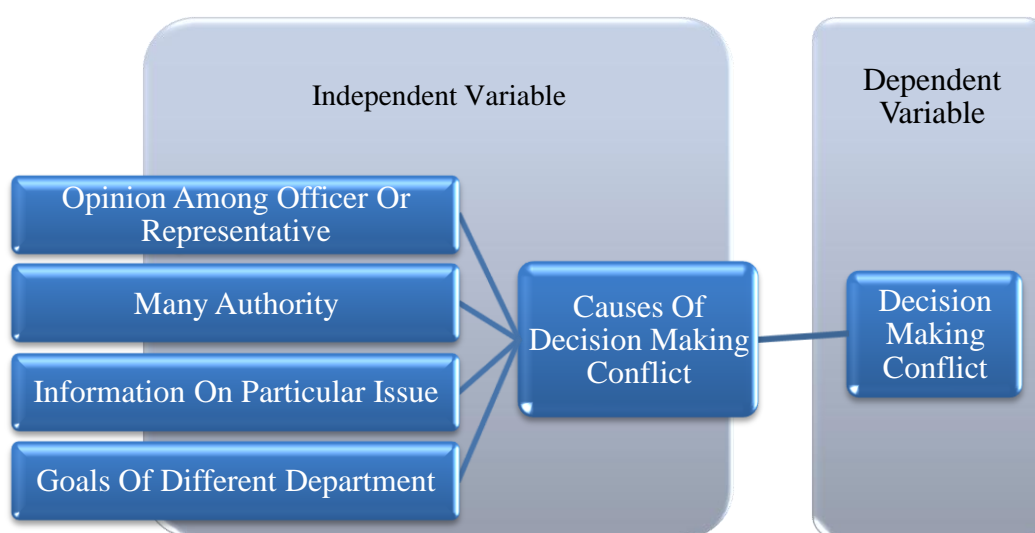 Independent Variable
Dependent
Variable
Opinion Among Officer Or
Representative
Many Authority
Information On Particular Issue
Goals Of Different Department
Causes Of
Decision Making
Conflict
Decision
Making
Conflict